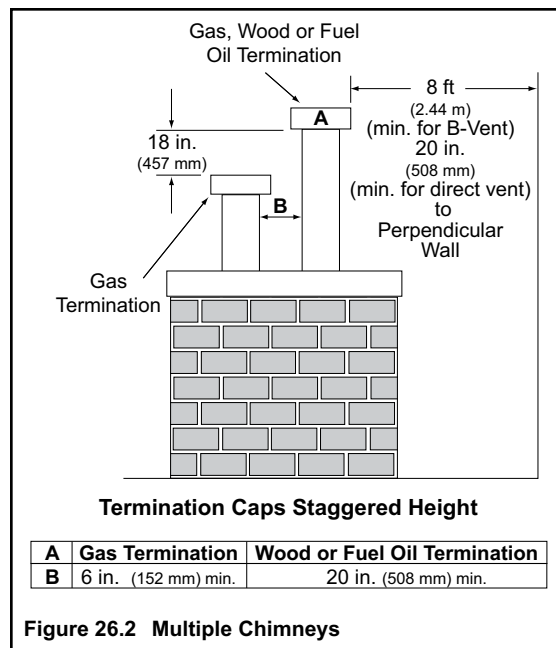 Gas, Wood or Fuel
Oil Termination
A
8 ft
(2.44 m)
(min. for B-Vent)
20 in.
(508 mm)
(min. for direct vent)
to
Perpendicular
Wall
18 in.
(457 mm)
B
Gas
Termination
Termination Caps Staggered Height
A Gas Termination Wood or Fuel Oil Termination
B 6 in. (152 mm) min. 20 in. (508 mm) min.
Figure 26.2 Multiple Chimneys